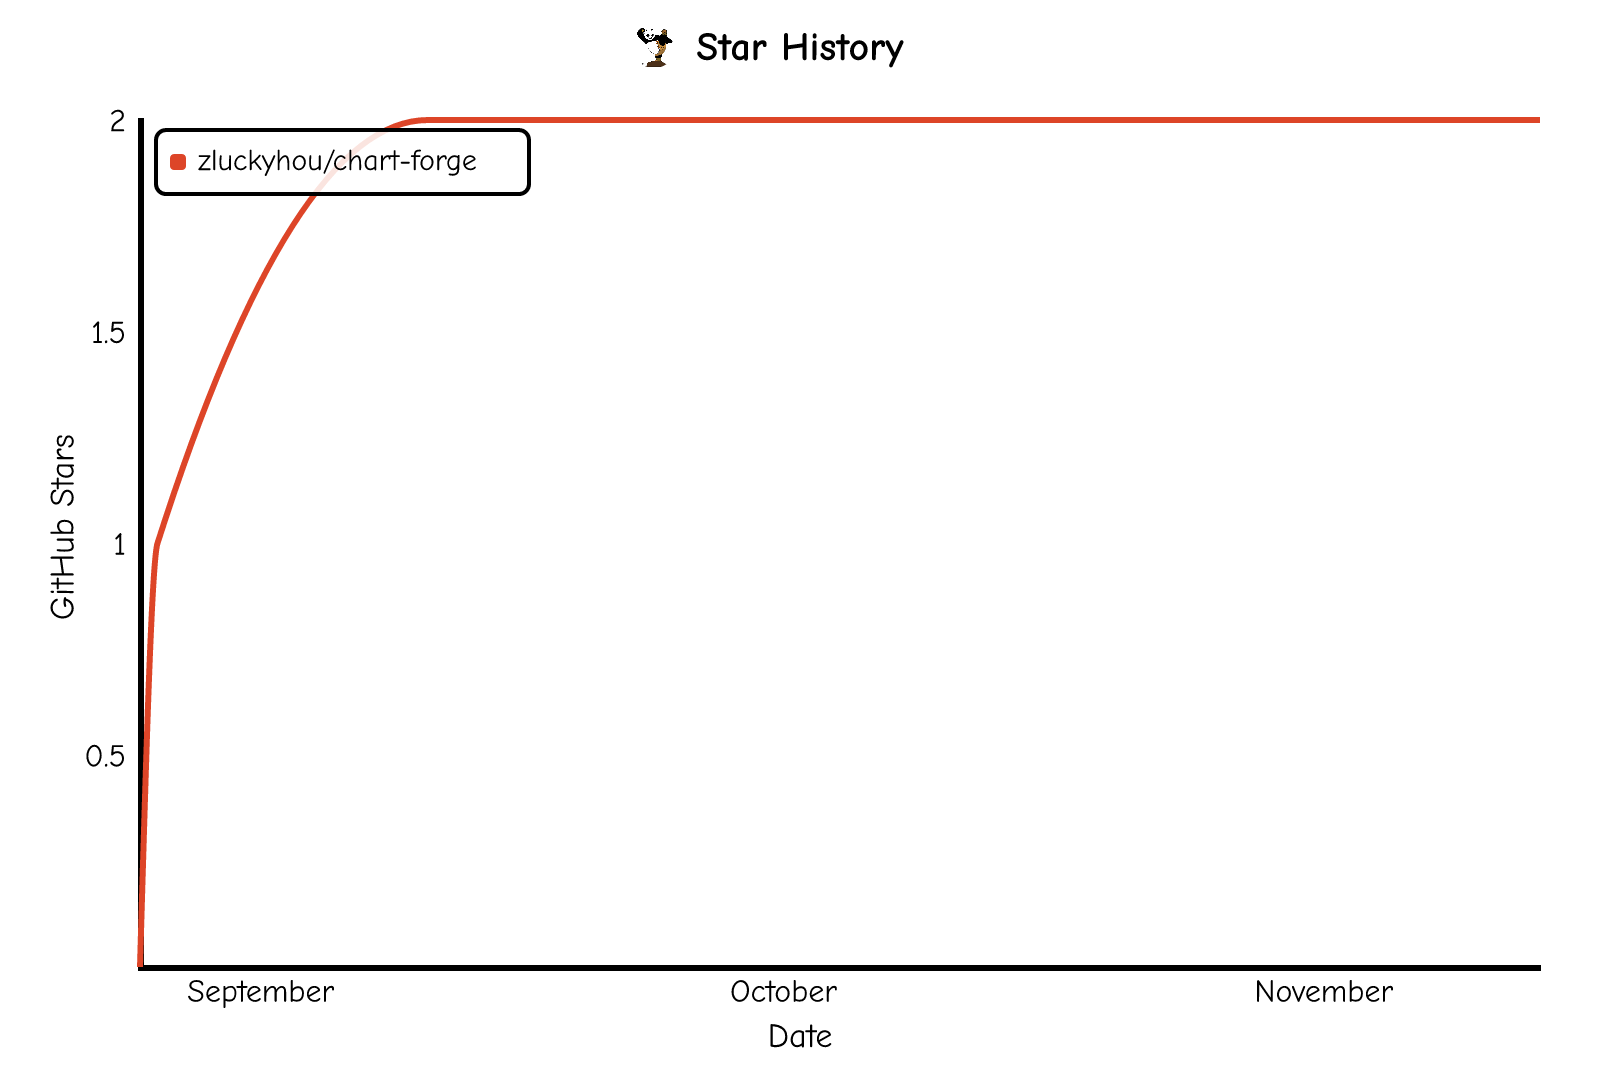 Star History
2
zluckyhou/chart-forge
1.5
GitHub Stars
1
0.5
September
October
November
Date